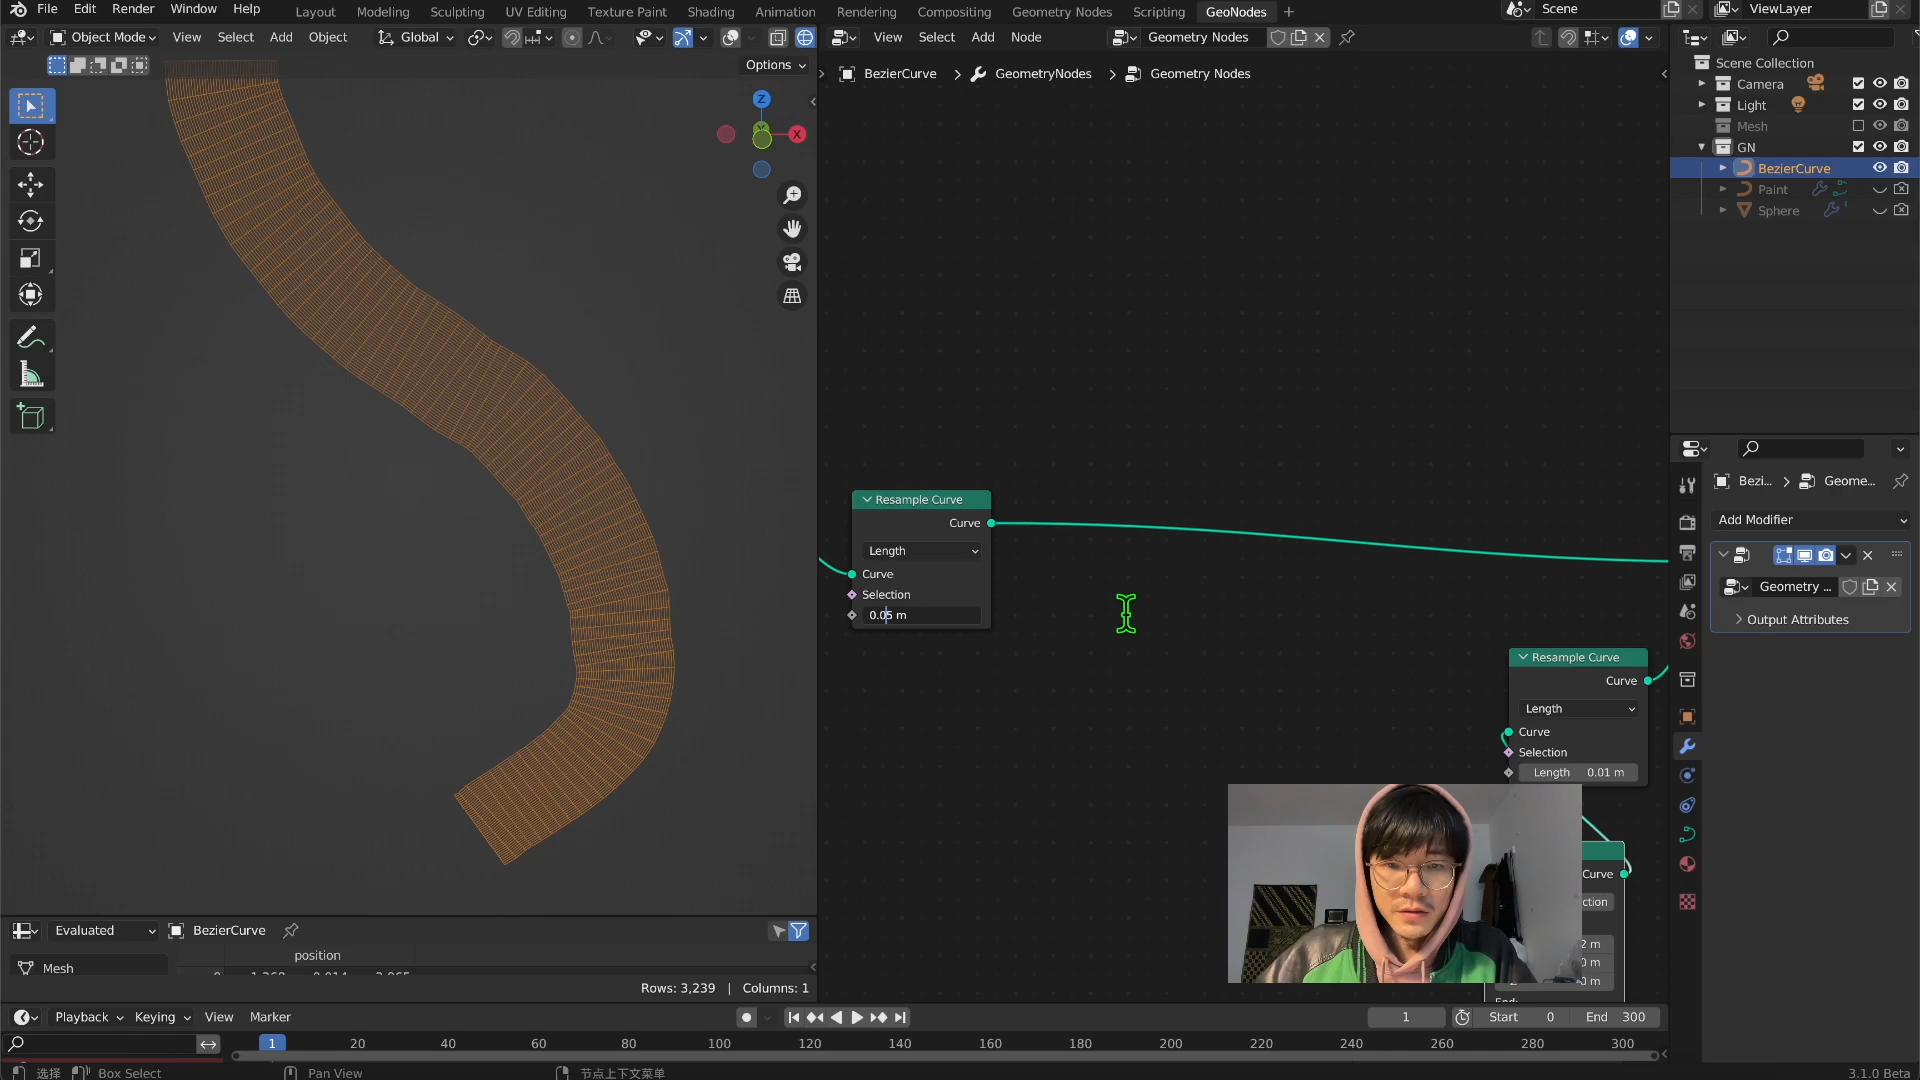 File Edit Render Window Help Layout Modeling Sculpting UV Editing Texture Paint Shading Animation Rendering Compositing Geometry Nodes Scripting GeoNodes + Scene ViewLayer
Object Mode View Select Add Object Global View Select Add Node Geometry Nodes
Options
BezierCurve > GeometryNodes > Geometry Nodes
Z
Y
X
Scene Collection
Camera
Light
Mesh
GN
BezierCurve
Paint
Sphere
Resample Curve
Curve
Length
Curve
Selection
0.05 m
Resample Curve
Curve
Length
Curve
Selection
Length 0.01 m
Curve
ction
2 m
0 m
0 m
Bezi... > Geome...
Add Modifier
Geometry ...
Output Attributes
Evaluated BezierCurve
position
Mesh
Rows: 3,239 | Columns: 1
Playback Keying View Marker 1 Start 0 End 300
1 20 40 60 80 100 120 140 160 180 200 220 240 260 280 300
选择 Box Select Pan View 节点上下文菜单 3.1.0 Beta